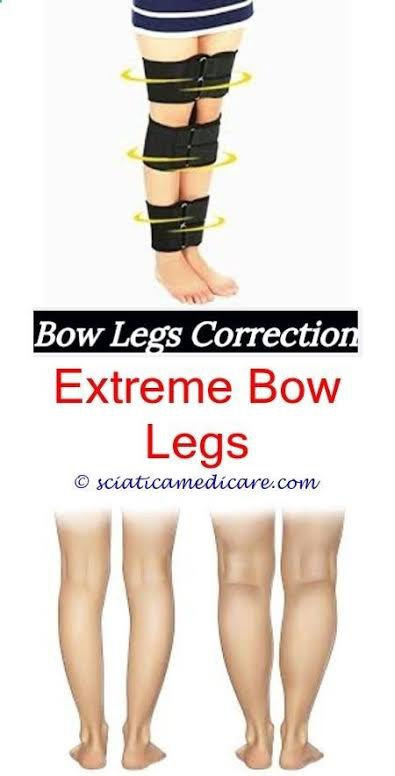 Bow Legs Correction
Extreme Bow
Legs
© sciaticamedicare.com